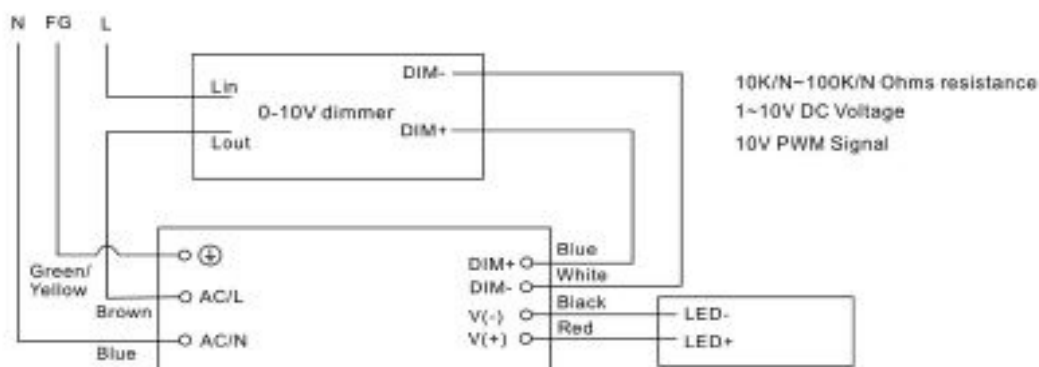 N FG L
DIM-
Lin
0-10V dimmer
DIM+
Lout
10K/N~100K/N Ohms resistance
1~10V DC Voltage
10V PWM Signal
Green/
Yellow
Brown
Blue
AC/L
AC/N
DIM+ Blue
DIM- White
V(-) Black
V(+) Red
LED-
LED+